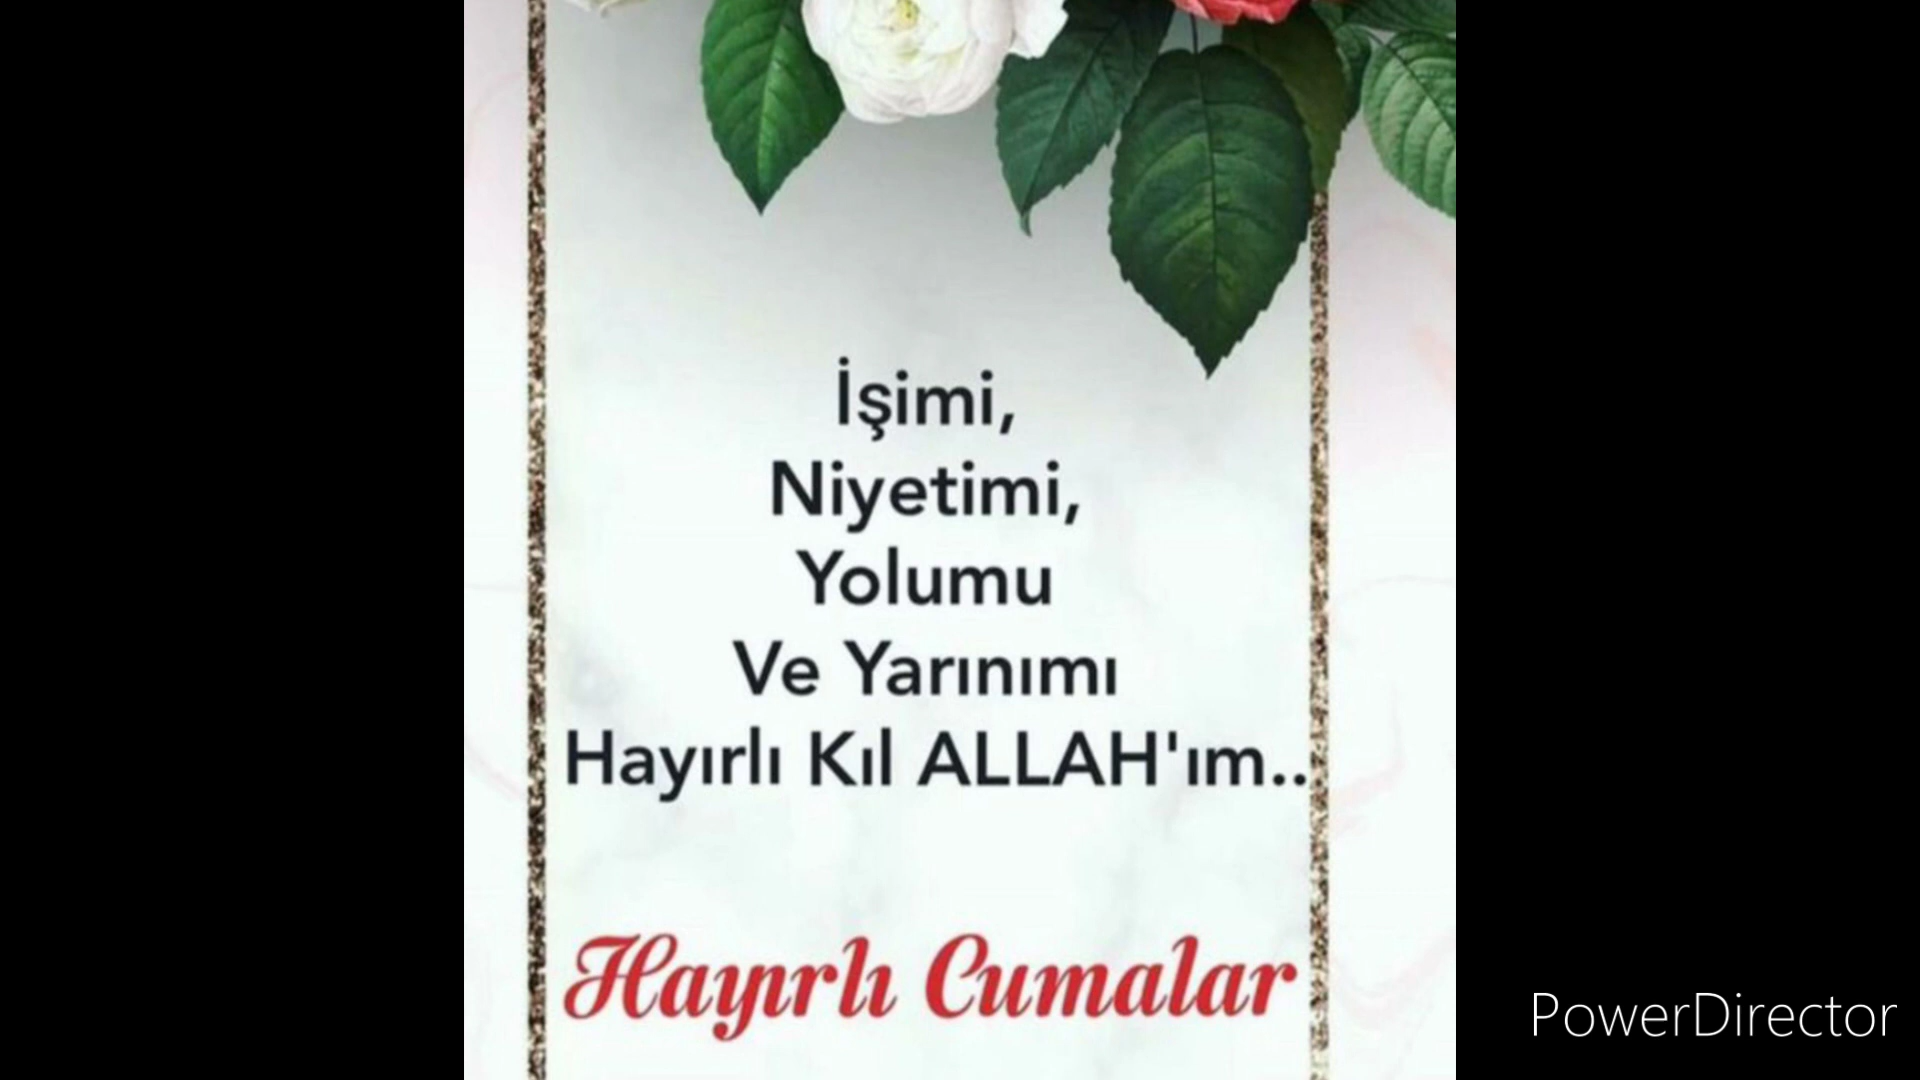 İşimi,
Niyetimi,
Yolumu
Ve Yarınımı
Hayırlı Kıl ALLAH'ım..
Hayırlı Cumalar
PowerDirector